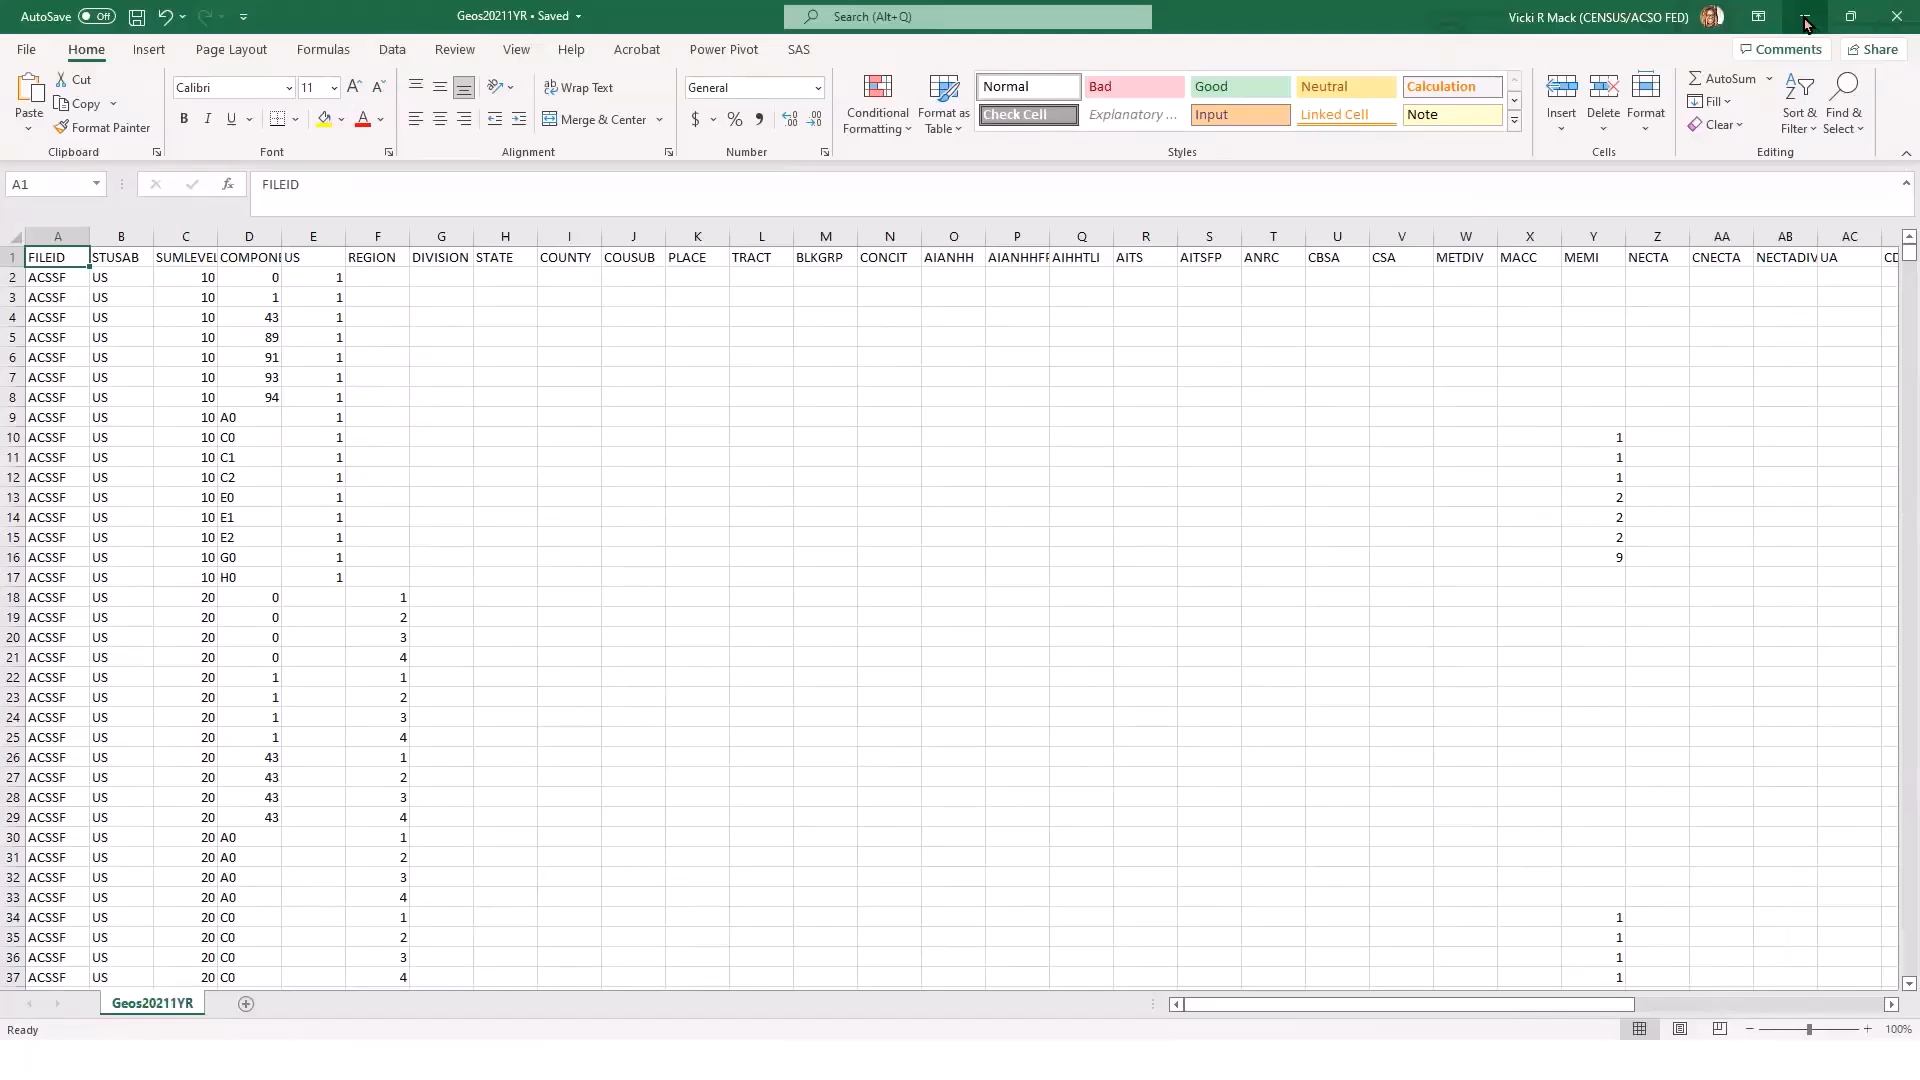 AutoSave Off Geos20211YR • Saved Search (Alt+Q) Vicki R Mack (CENSUS/ACSO FED)
File Home Insert Page Layout Formulas Data Review View Help Acrobat Power Pivot SAS Comments Share
Paste Cut Copy Format Painter Clipboard
Calibri 11 A A B I U A Font
Wrap Text Merge & Center Alignment
General $ % Number
Conditional Formatting Format as Table
Normal Bad Good Neutral Calculation
Check Cell Explanatory ... Input Linked Cell Note
Styles
Insert Delete Format Cells
AutoSum Fill Clear Sort & Filter Find & Select Editing
A1 fx FILEID
A B C D E F G H I J K L M N O P Q R S T U V W X Y Z AA AB AC
1 FILEID STUSAB SUMLEVEL COMPONE US REGION DIVISION STATE COUNTY COUSUB PLACE TRACT BLKGRP CONCIT AIANHH AIANHHFP AIHHTLI AITS AITSFP ANRC CBSA CSA METDIV MACC MEMI NECTA CNECTA NECTADIV UA CD
2 ACSSF US 10 0 1
3 ACSSF US 10 1 1
4 ACSSF US 10 43 1
5 ACSSF US 10 89 1
6 ACSSF US 10 91 1
7 ACSSF US 10 93 1
8 ACSSF US 10 94 1
9 ACSSF US 10 A0 1
10 ACSSF US 10 C0 1 1
11 ACSSF US 10 C1 1 1
12 ACSSF US 10 C2 1 1
13 ACSSF US 10 E0 1 2
14 ACSSF US 10 E1 1 2
15 ACSSF US 10 E2 1 2
16 ACSSF US 10 G0 1 9
17 ACSSF US 10 H0 1
18 ACSSF US 20 0 1
19 ACSSF US 20 0 2
20 ACSSF US 20 0 3
21 ACSSF US 20 0 4
22 ACSSF US 20 1 1
23 ACSSF US 20 1 2
24 ACSSF US 20 1 3
25 ACSSF US 20 1 4
26 ACSSF US 20 43 1
27 ACSSF US 20 43 2
28 ACSSF US 20 43 3
29 ACSSF US 20 43 4
30 ACSSF US 20 A0 1
31 ACSSF US 20 A0 2
32 ACSSF US 20 A0 3
33 ACSSF US 20 A0 4
34 ACSSF US 20 C0 1 1
35 ACSSF US 20 C0 2 1
36 ACSSF US 20 C0 3 1
37 ACSSF US 20 C0 4 1
Geos20211YR
Ready 100%